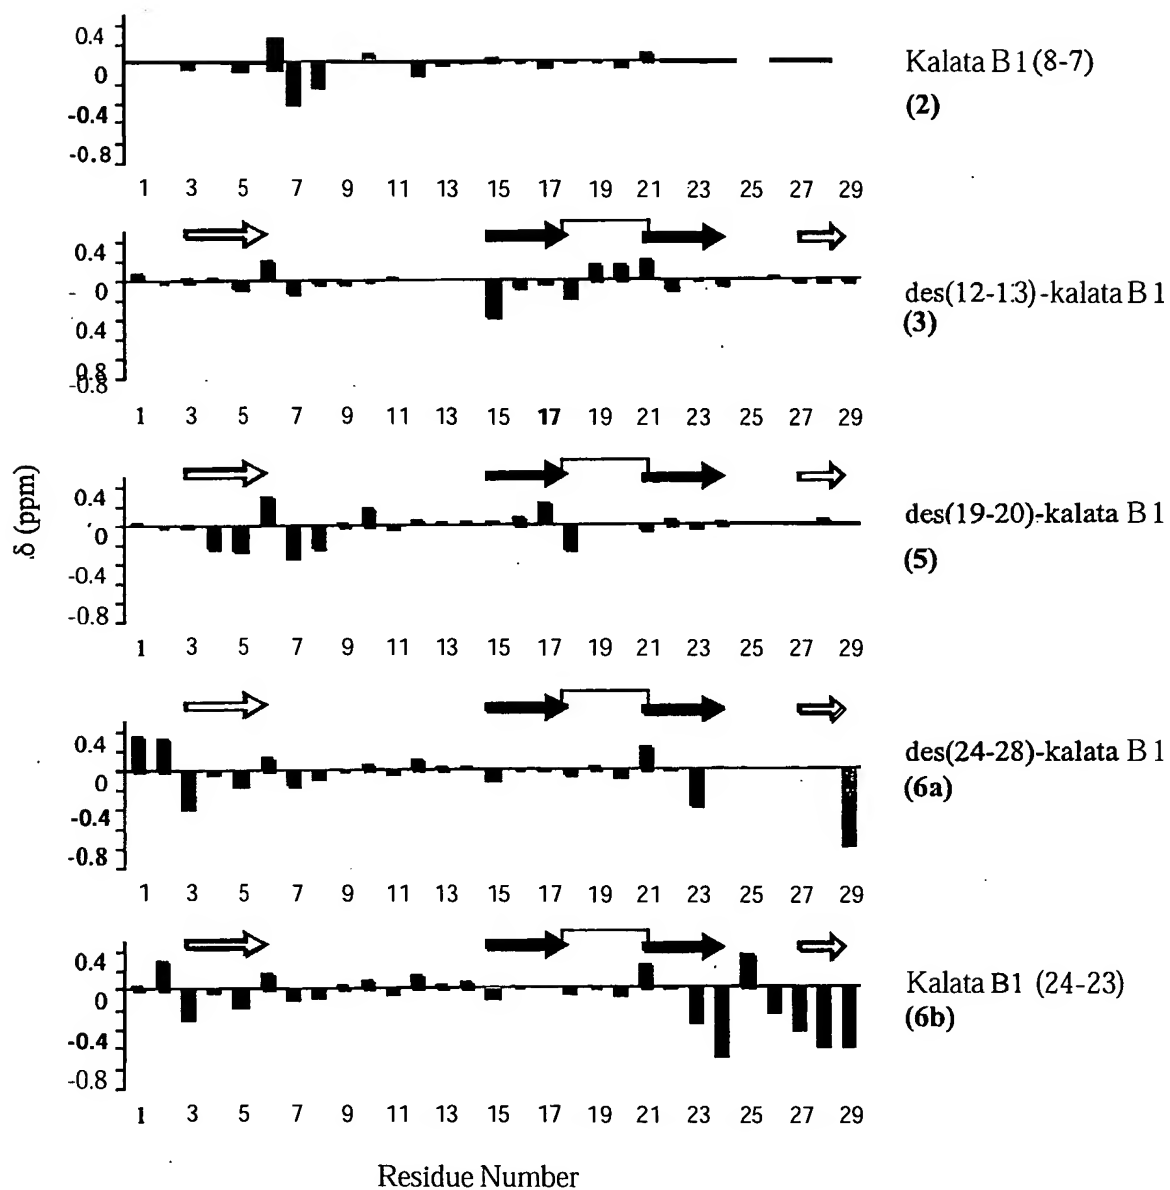 0.4
0
-0.4
-0.8
1 3 5 7 9 11 13 15 17 19 21 23 25 27 29
Kalata B 1 (8-7)
(2)
0.4
- 0
0.4
0.8
-0.8
1 3 5 7 9 11 13 15 17 19 21 23 25 27 29
des(12-13)-kalata B 1
(3)
0.4
0
-0.4
-0.8
1 3 5 7 9 11 13 15 17 19 21 23 25 27 29
des(19-20)-kalata B 1
(5)
0.4
0
-0.4
-0.8
1 3 5 7 9 11 13 15 17 19 21 23 25 27 29
des(24-28)-kalata B 1
(6a)
0.4
0
-0.4
-0.8
1 3 5 7 9 11 13 15 17 19 21 23 25 27 29
Kalata B1 (24-23)
(6b)
δ (ppm)
Residue Number